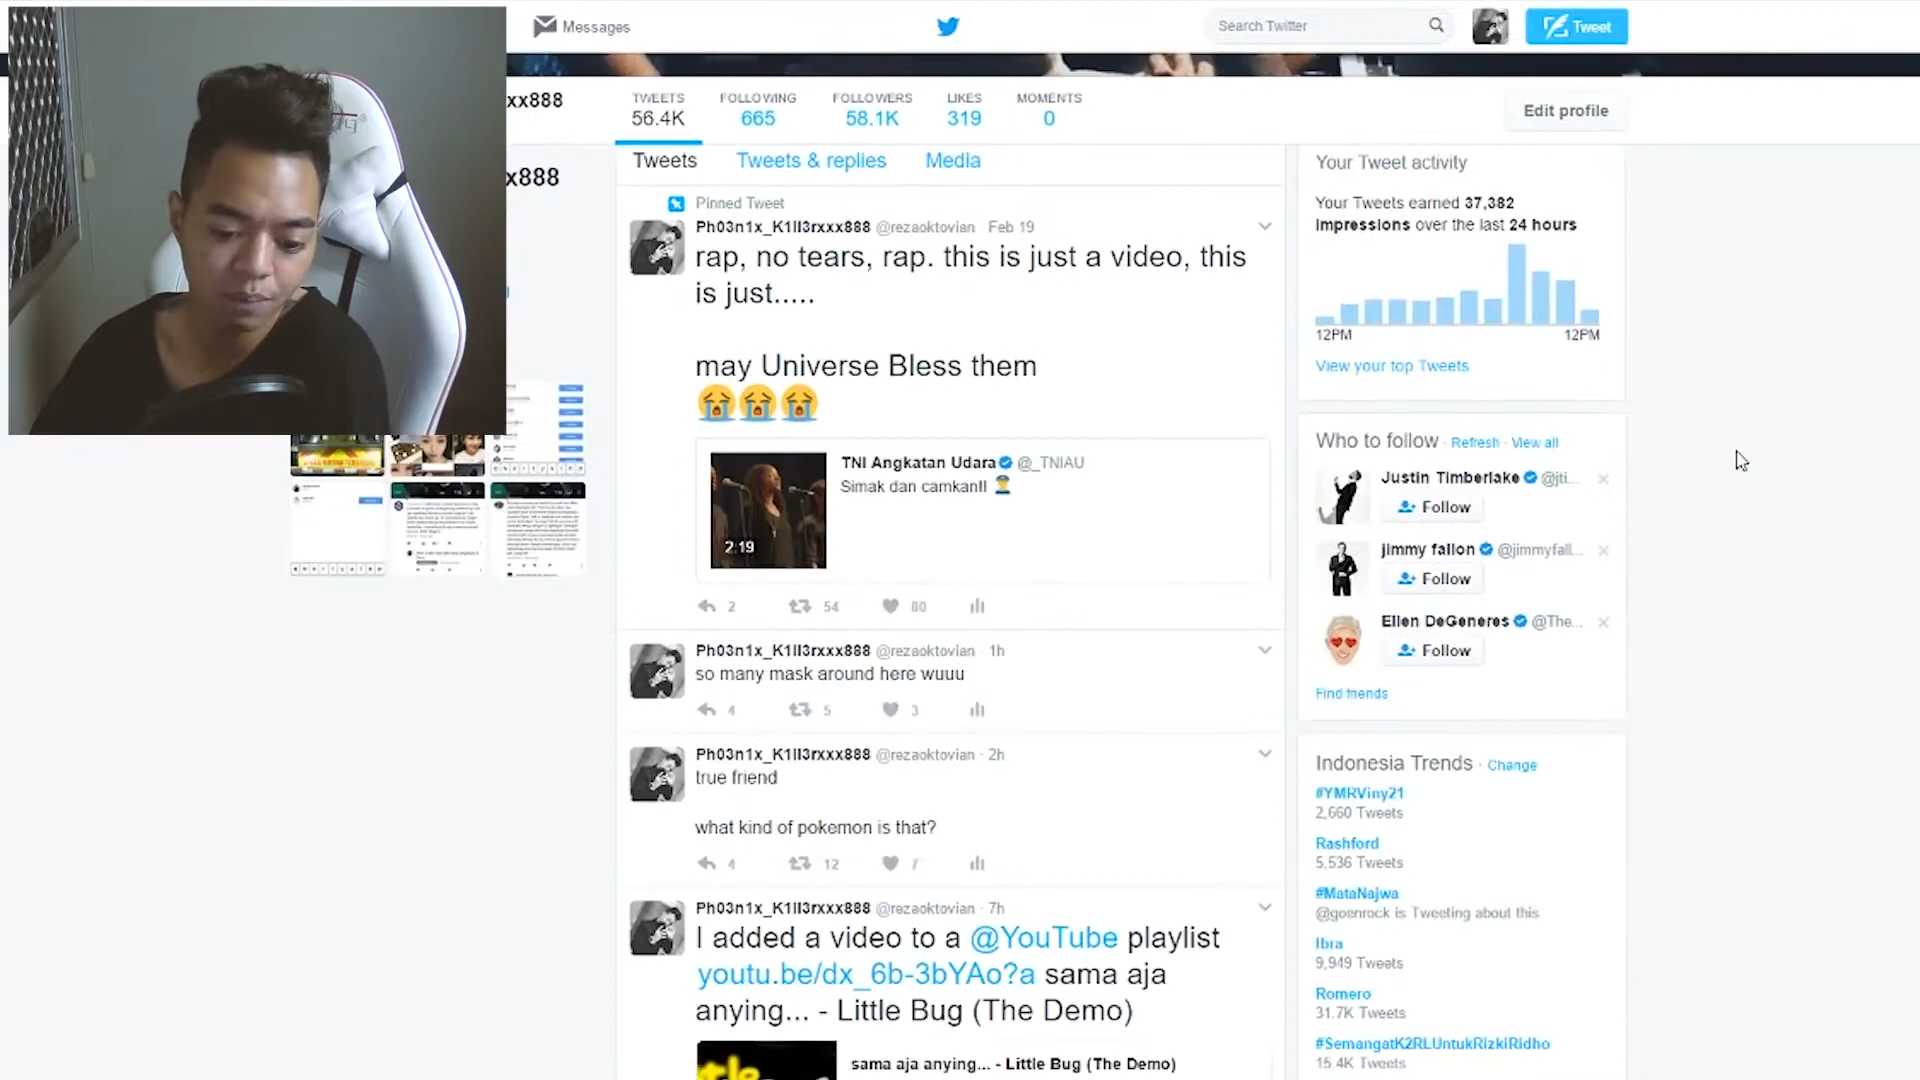 Messages
Search Twitter
Tweet
xx888
TWEETS
56.4K
FOLLOWING
665
FOLLOWERS
58.1K
LIKES
319
MOMENTS
0
Edit profile
x888
Tweets
Tweets & replies
Media
Pinned Tweet
Ph03n1x_K1ll3rxxx888 @rezaoktovian · Feb 19
rap, no tears, rap. this is just a video, this
is just.....
may Universe Bless them
😭😭😭
TNI Angkatan Udara @_TNIAU
Simak dan camkan!!
2:19
2
54
80
Ph03n1x_K1ll3rxxx888 @rezaoktovian · 1h
so many mask around here wuuu
4
5
3
Ph03n1x_K1ll3rxxx888 @rezaoktovian · 2h
true friend
what kind of pokemon is that?
4
12
7
Ph03n1x_K1ll3rxxx888 @rezaoktovian · 7h
I added a video to a @YouTube playlist
youtu.be/dx_6b-3bYAo?a sama aja
anying... - Little Bug (The Demo)
sama aja anying... - Little Bug (The Demo)
Your Tweet activity
Your Tweets earned 37,382
impressions over the last 24 hours
12PM
12PM
View your top Tweets
Who to follow · Refresh · View all
Justin Timberlake @jti...
Follow
jimmy fallon @jimmyfall...
Follow
Ellen DeGeneres @The...
Follow
Find friends
Indonesia Trends · Change
#YMRViny21
2,660 Tweets
Rashford
5,536 Tweets
#MataNajwa
@goenrock is Tweeting about this
Ibra
9,949 Tweets
Romero
31.7K Tweets
#SemangatK2RLUntukRizkiRidho
15.4K Tweets